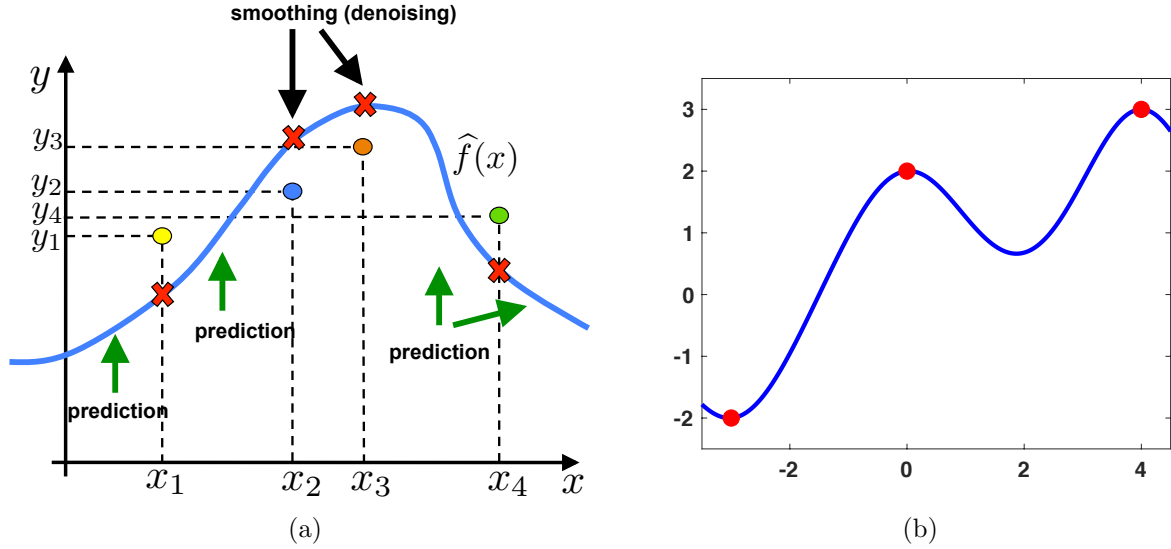 smoothing (denoising)
y
y₃
f̂(x)
y₂
y₄
y₁
prediction
prediction
prediction
x₁
x₂
x₃
x₄
x
(a)
3
2
1
0
-1
-2
-2
0
2
4
(b)